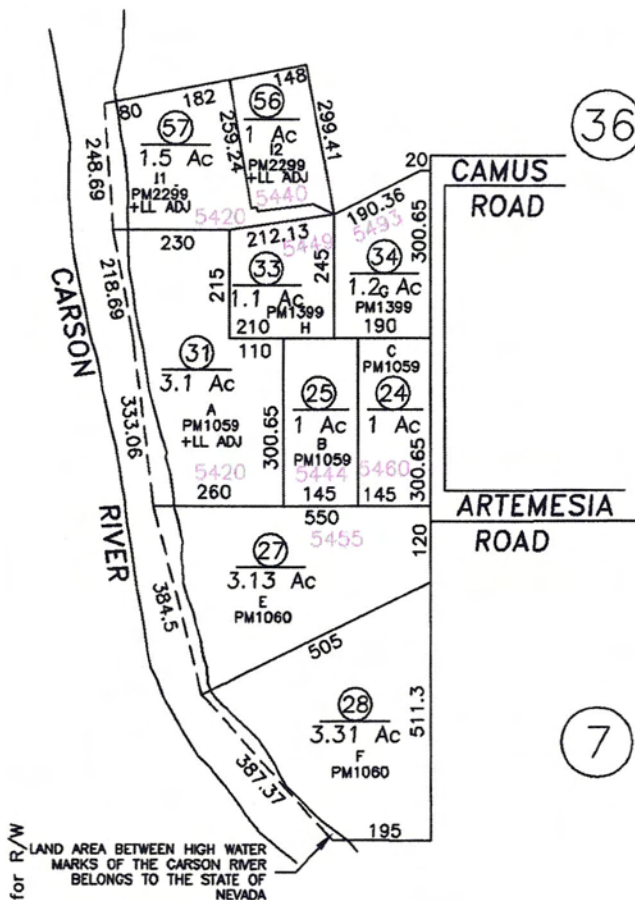 148
182
56
36
80
57
259.24
1 Ac
299.41
1.5 Ac
I2
248.69
J1
PM2299
+LL ADJ
PM2299
+LL ADJ
20
CAMUS
5440
190.36
ROAD
5420
5493
300.65
230
212.13
5449
218.69
33
245
34
215
1.1 Ac
1.2 Ac
G
PM1399
PM1399
CARSON
210
H
190
31
110
C
PM1059
3.1 Ac
25
24
333.06
A
1 Ac
1 Ac
PM1059
+LL ADJ
300.65
B
PM1059
300.65
5420
5444
5460
260
145
145
ARTEMESIA
RIVER
550
5455
120
ROAD
27
3.13 Ac
384.5
E
PM1060
505
28
511.3
3.31 Ac
7
F
PM1060
387.37
195
for R/W
LAND AREA BETWEEN HIGH WATER
MARKS OF THE CARSON RIVER
BELONGS TO THE STATE OF
NEVADA